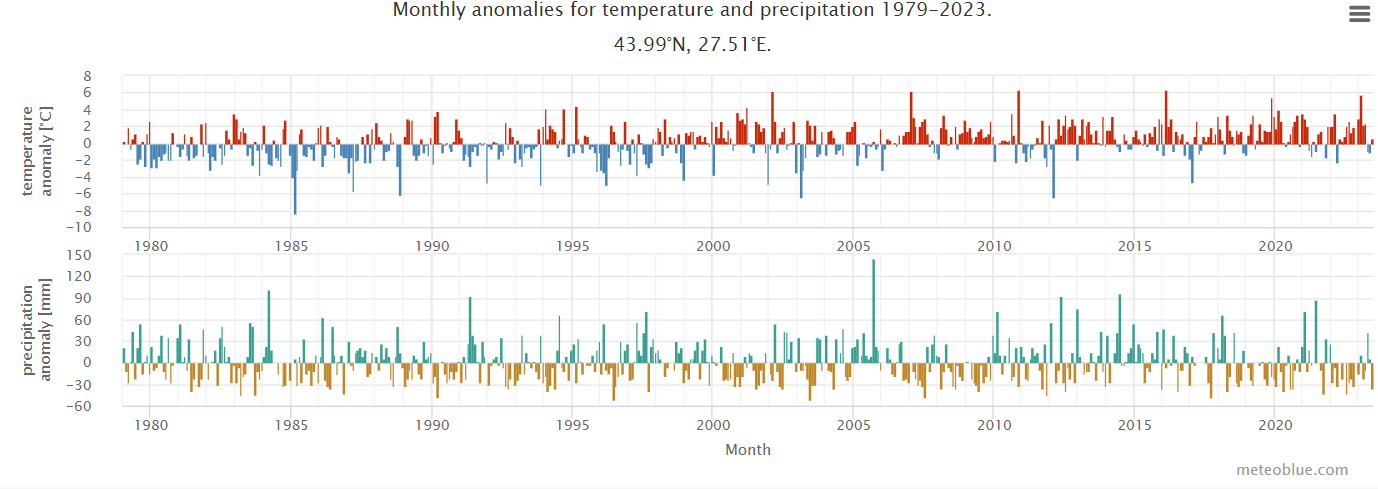 Monthly anomalies for temperature and precipitation 1979-2023.
43.99°N, 27.51°E.
temperature
anomaly [°C]
8
6
4
2
0
−2
−4
−6
−8
−10
1980 1985 1990 1995 2000 2005 2010 2015 2020
precipitation
anomaly [mm]
150
120
90
60
30
0
−30
−60
1980 1985 1990 1995 2000 2005 2010 2015 2020
Month
meteoblue.com